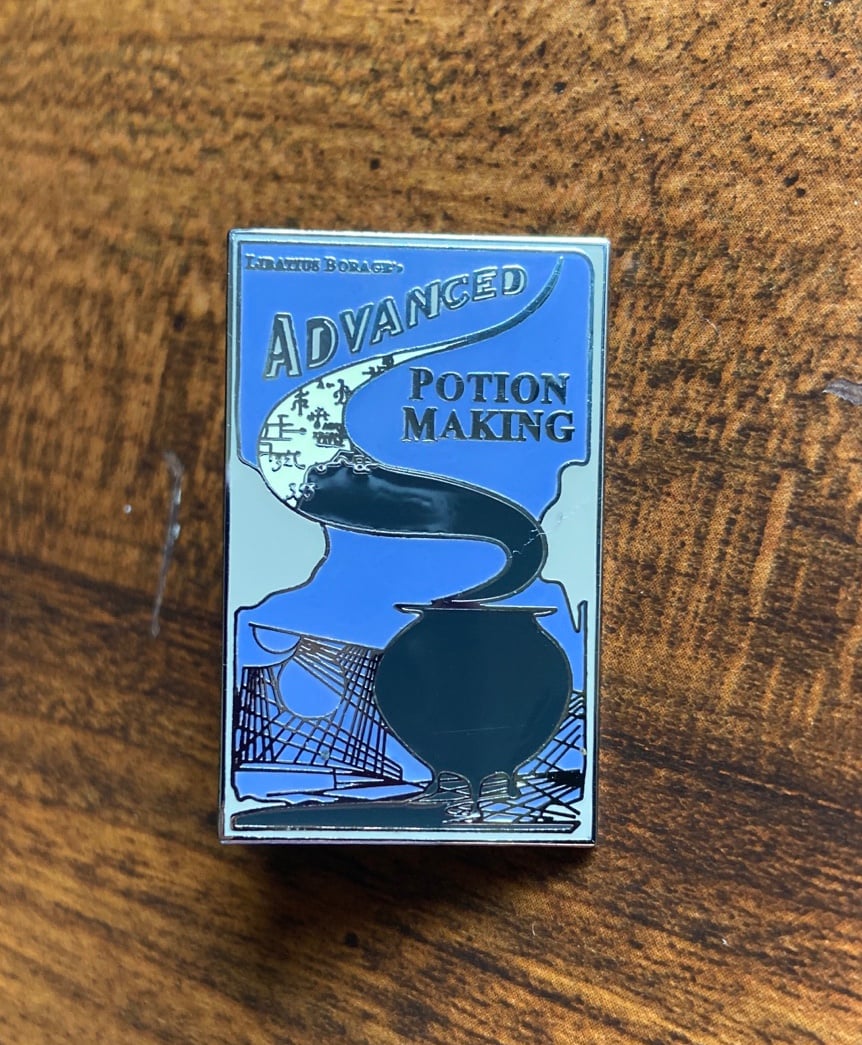 LIBATIUS BORAGE'S
ADVANCED
POTION
MAKING